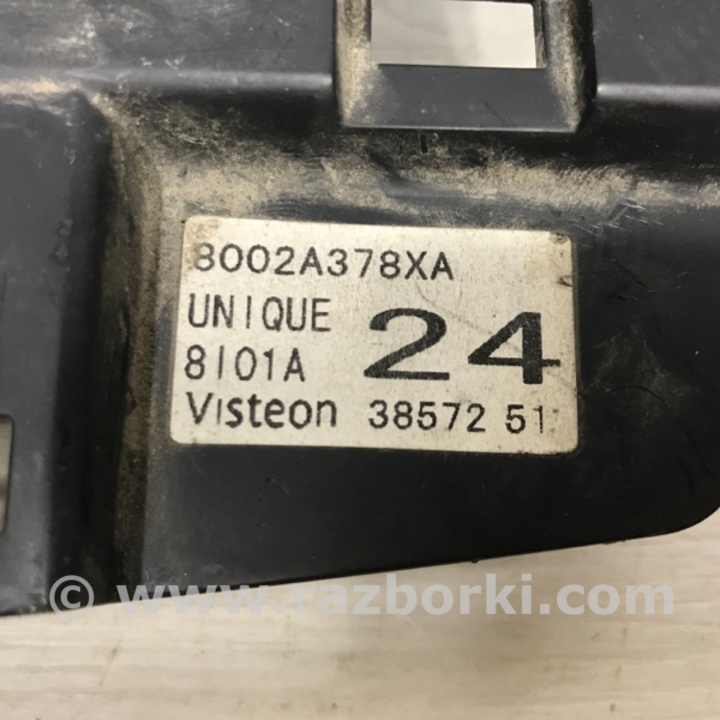 8002A378XA
UNIQUE 24
8I01A
Visteon 38572 51
© www.razborki.com